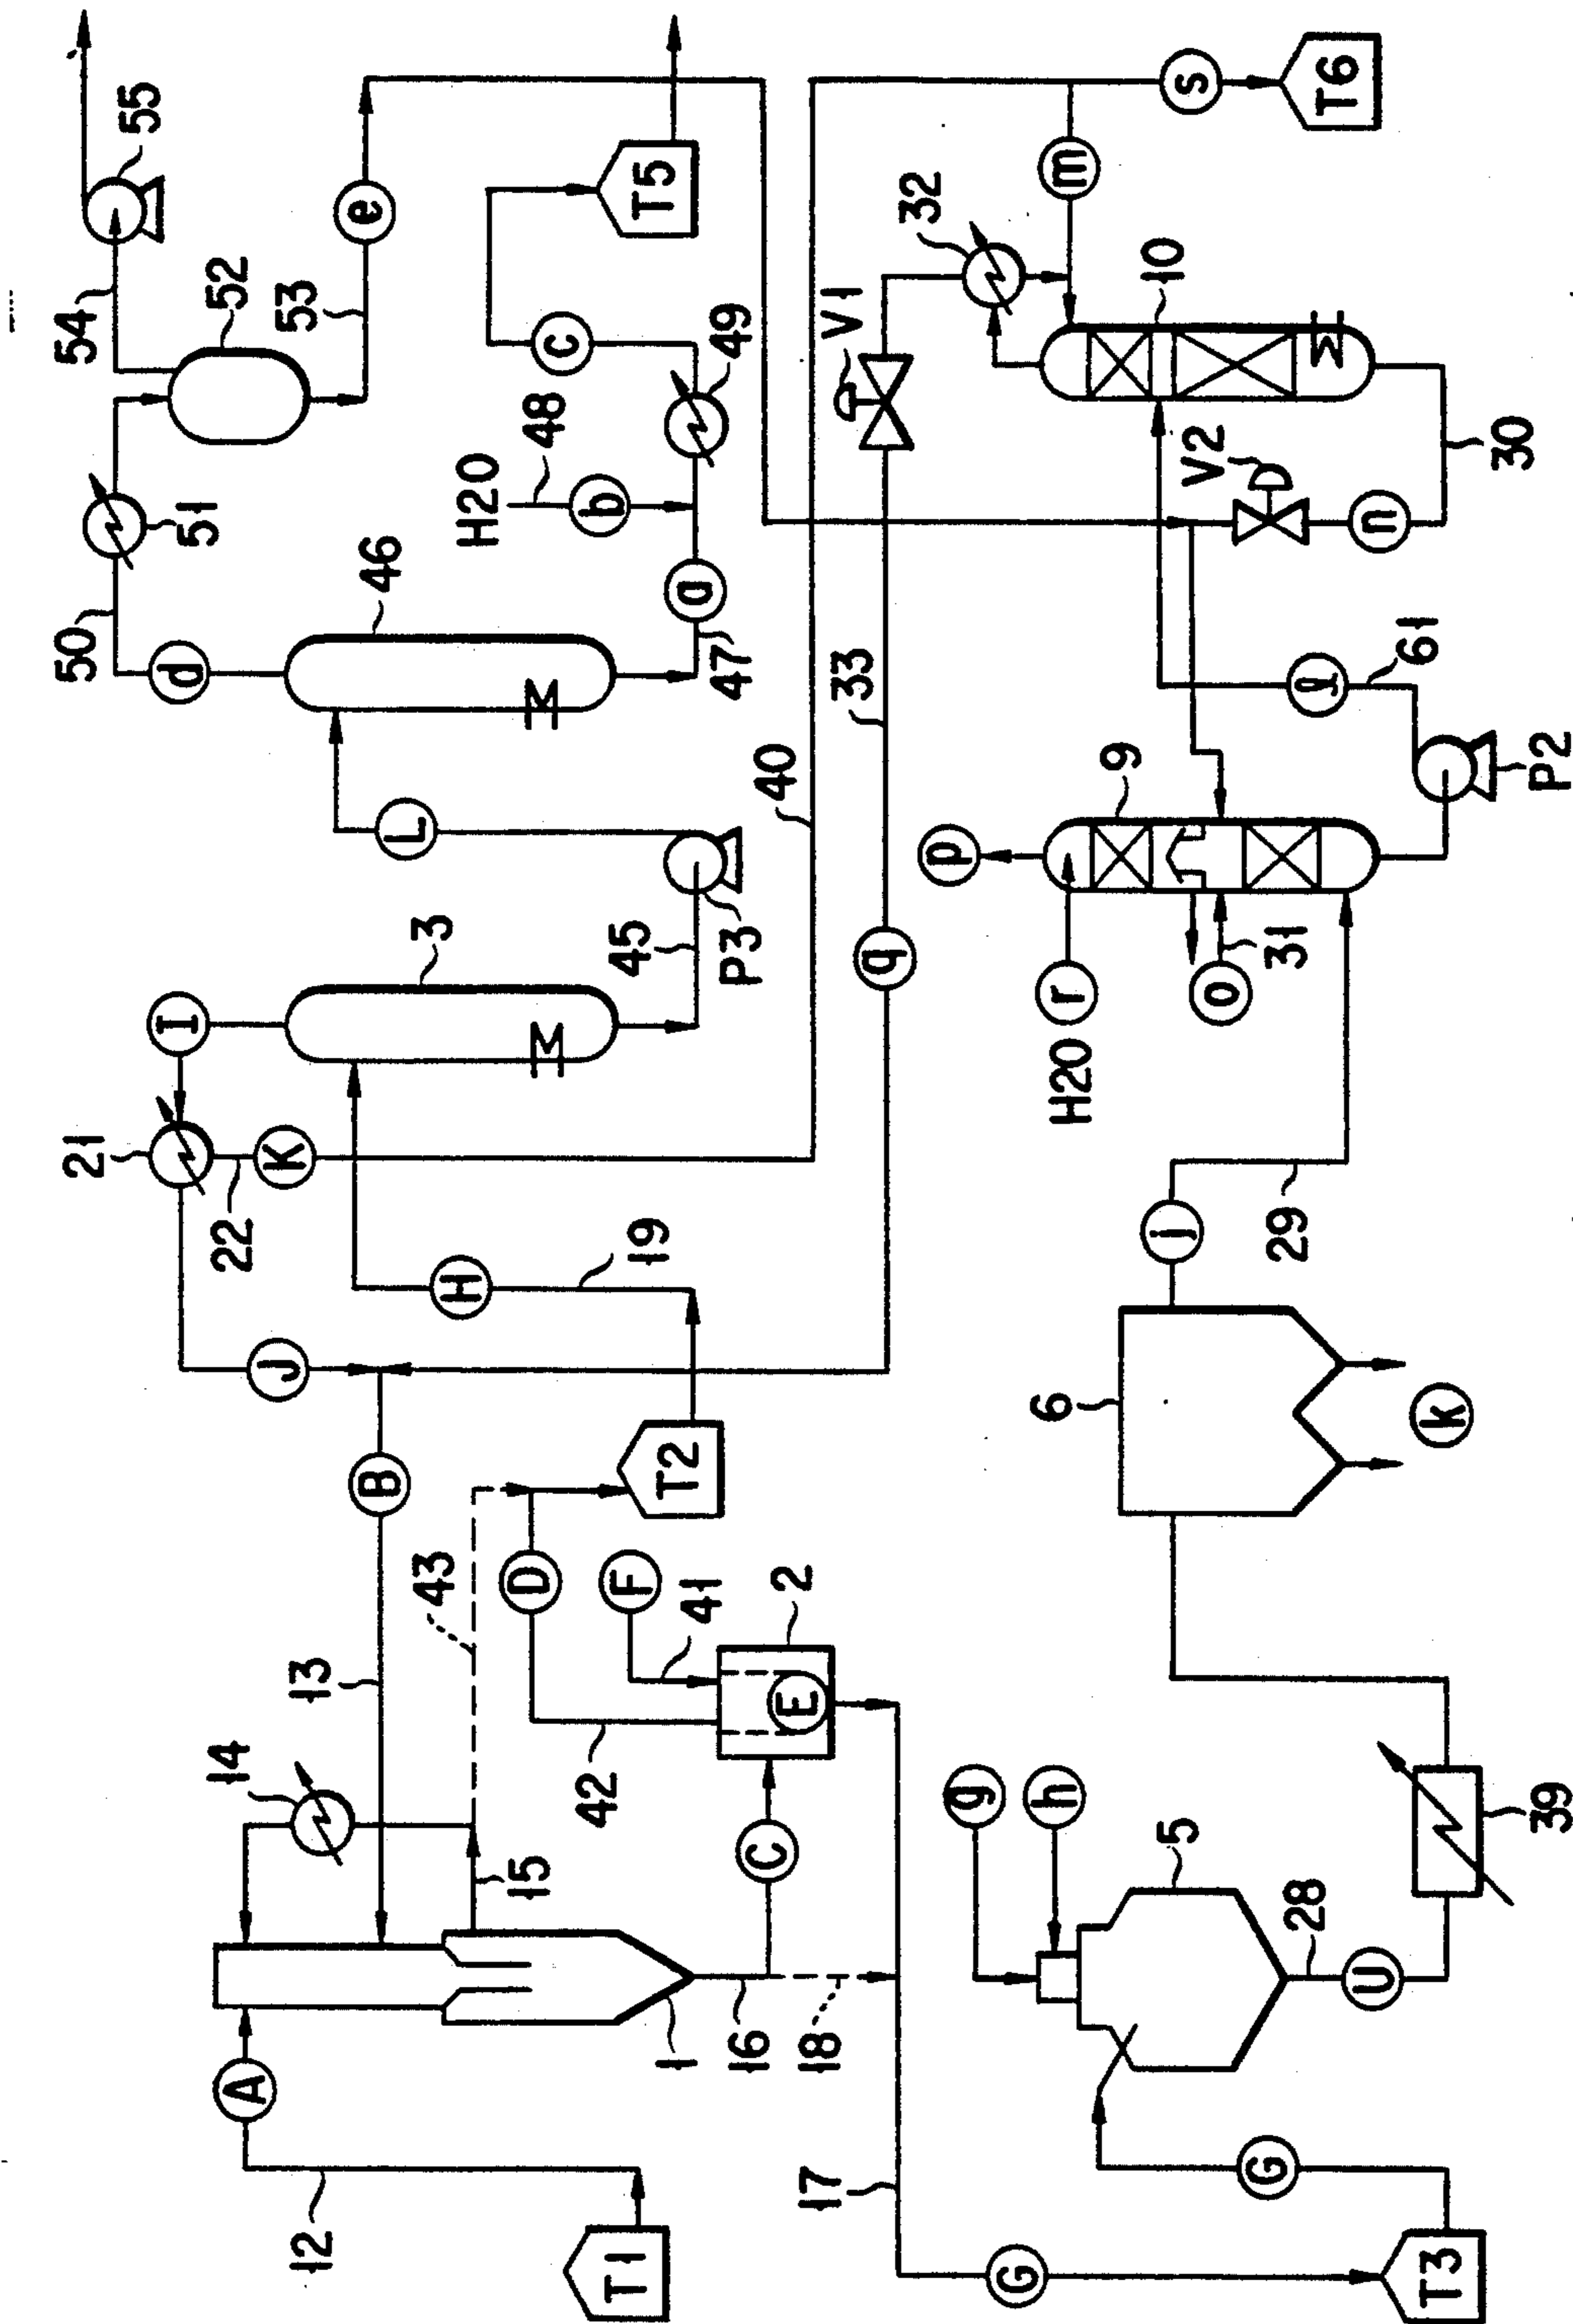 55
54
52
e
53
51
50
d
46
H20
48
b
49
C
T5
a
47
L
P3
45
3
I
21
22
K
H
19
J
B
13
43
D
F
41
2
E
42
C
T2
14
15
A
12
T1
1
16
18
17
G
T3
40
33
q
V1
32
m
s
T6
10
V2
n
30
l
61
P2
9
p
r
H20
o
31
i
29
6
k
g
h
5
28
U
39
G